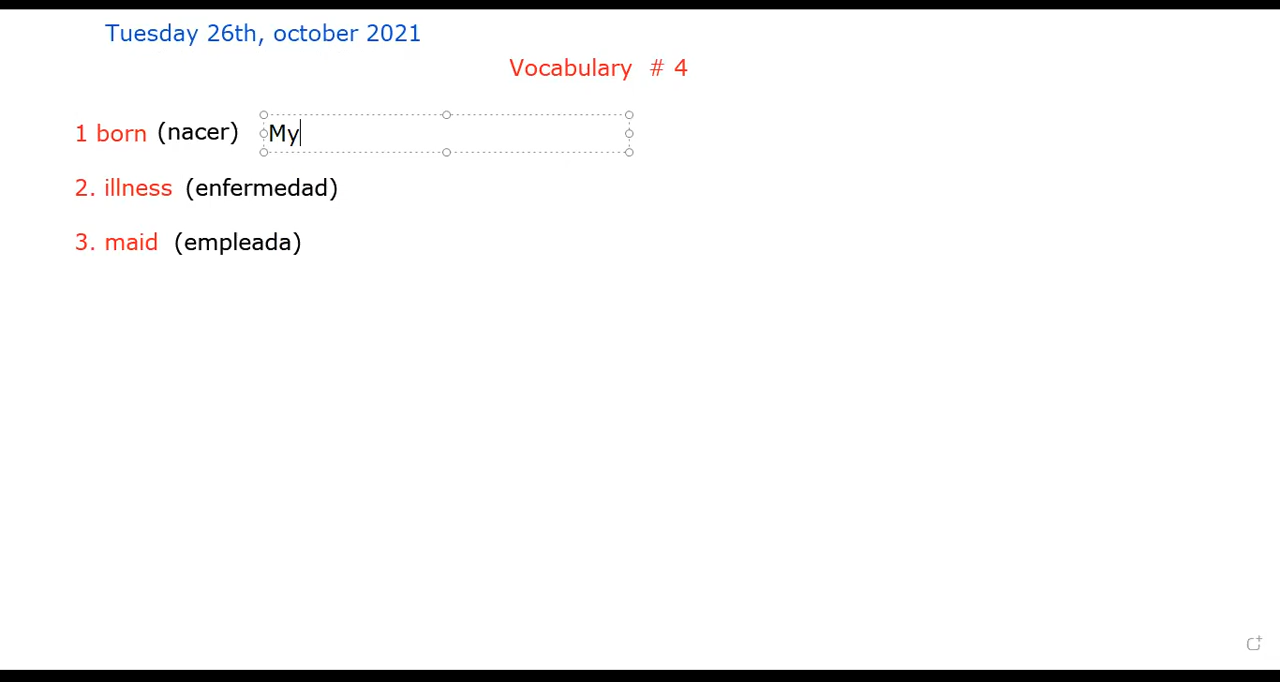 Tuesday 26th, october 2021
Vocabulary # 4
1 born (nacer) My
2. illness (enfermedad)
3. maid (empleada)